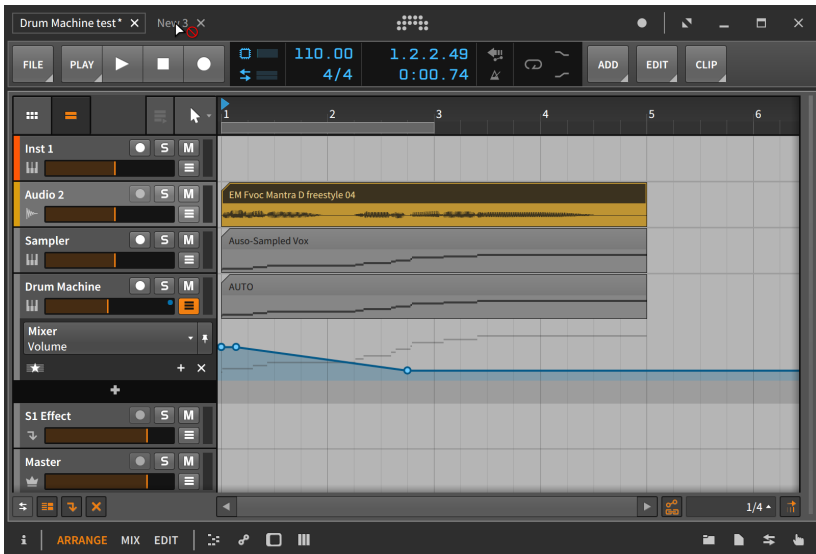 Drum Machine test*
New 3
FILE
PLAY
110.00
4/4
1.2.2.49
0:00.74
ADD
EDIT
CLIP
1 2 3 4 5 6
Inst 1
S M
Audio 2
S M
EM Fvoc Mantra D freestyle 04
Sampler
S M
Auso-Sampled Vox
Drum Machine
S M
AUTO
Mixer
Volume
S1 Effect
S M
Master
S M
1/4
i ARRANGE MIX EDIT